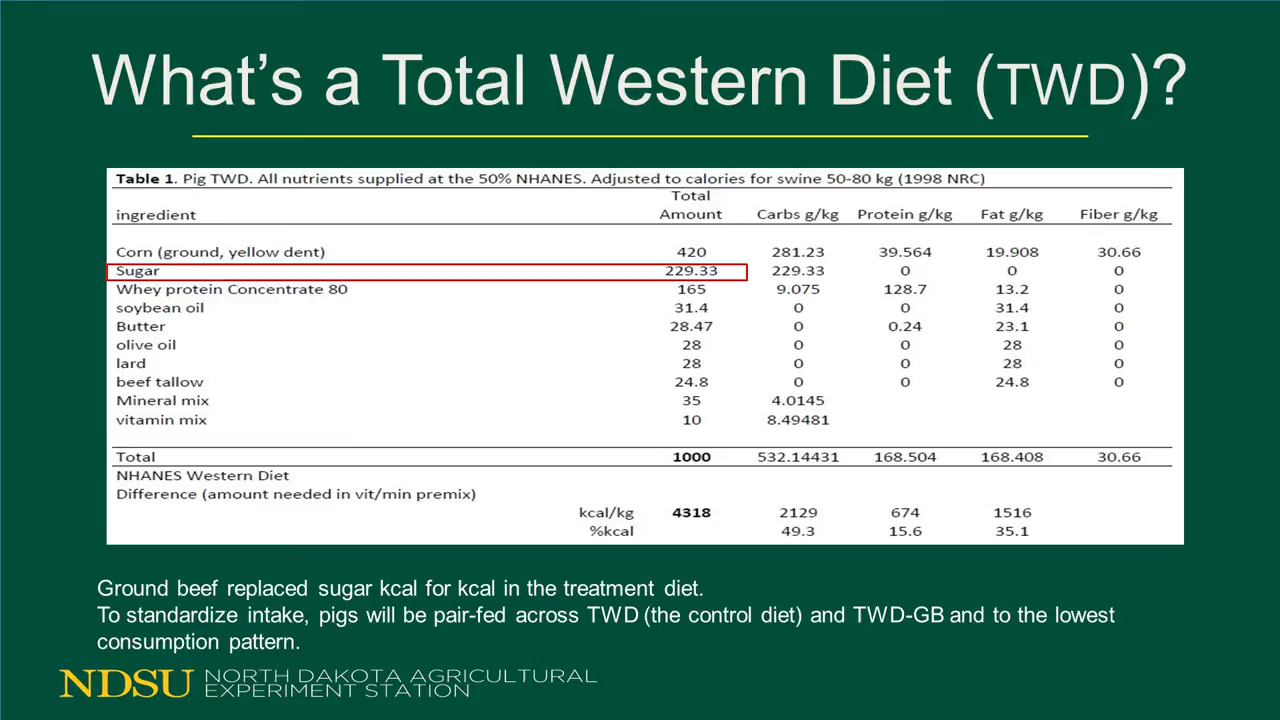 What's a Total Western Diet (TWD)?
Table 1. Pig TWD. All nutrients supplied at the 50% NHANES. Adjusted to calories for swine 50-80 kg (1998 NRC)
ingredient Total Amount Carbs g/kg Protein g/kg Fat g/kg Fiber g/kg
Corn (ground, yellow dent) 420 281.23 39.564 19.908 30.66
Sugar 229.33 229.33 0 0 0
Whey protein Concentrate 80 165 9.075 128.7 13.2 0
soybean oil 31.4 0 0 31.4 0
Butter 28.47 0 0.24 23.1 0
olive oil 28 0 0 28 0
lard 28 0 0 28 0
beef tallow 24.8 0 0 24.8 0
Mineral mix 35 4.0145
vitamin mix 10 8.49481
Total 1000 532.14431 168.504 168.408 30.66
NHANES Western Diet
Difference (amount needed in vit/min premix)
kcal/kg 4318 2129 674 1516
%kcal 49.3 15.6 35.1
Ground beef replaced sugar kcal for kcal in the treatment diet.
To standardize intake, pigs will be pair-fed across TWD (the control diet) and TWD-GB and to the lowest
consumption pattern.
NDSU NORTH DAKOTA AGRICULTURAL
EXPERIMENT STATION